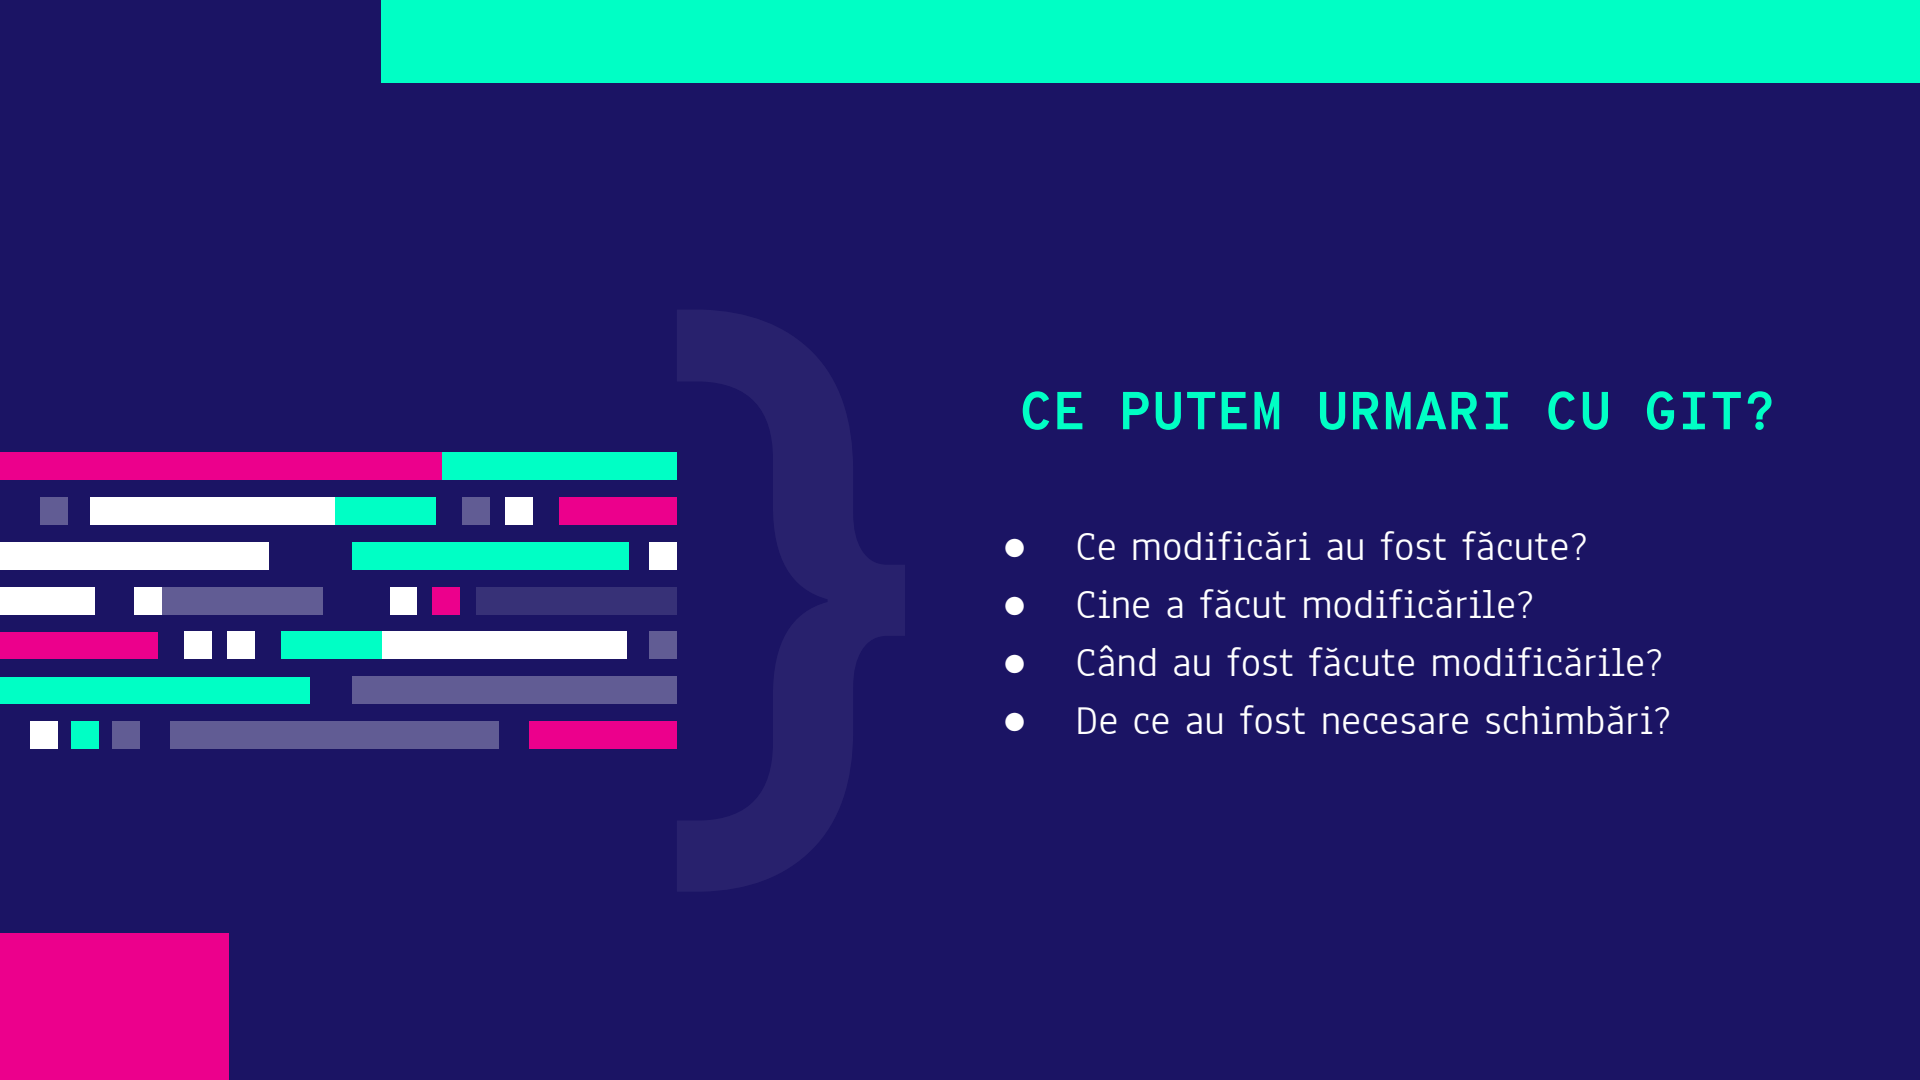 CE PUTEM URMARI CU GIT?
● Ce modificări au fost făcute?
● Cine a făcut modificările?
● Când au fost făcute modificările?
● De ce au fost necesare schimbări?